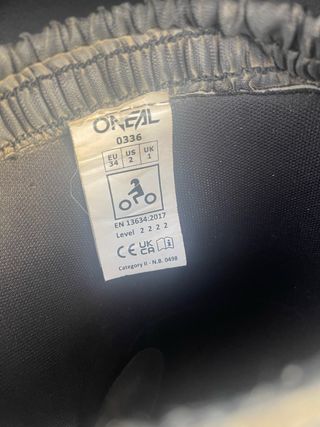 ONEAL
0336
EU US UK
34 2 1
EN 13634:2017
Level 2 2 2 2
CE UK CA i
Category II - N.B. 0498